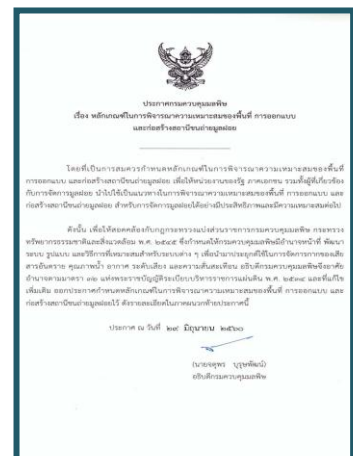 ประกาศกรมควบคุมมลพิษ
เรื่อง หลักเกณฑ์ในการพิจารณาความเหมาะสมของพื้นที่ การออกแบบ
และก่อสร้างสถานีขนถ่ายมูลฝอย
โดยที่เป็นการสมควรกำหนดหลักเกณฑ์ในการพิจารณาความเหมาะสมของพื้นที่
การออกแบบ และก่อสร้างสถานีขนถ่ายมูลฝอย เพื่อให้หน่วยงานของรัฐ ภาคเอกชน รวมทั้งผู้ที่เกี่ยวข้อง
กับการจัดการมูลฝอย นำไปใช้เป็นแนวทางในการพิจารณาความเหมาะสมของพื้นที่ การออกแบบ และ
ก่อสร้างสถานีขนถ่ายมูลฝอย สำหรับการจัดการมูลฝอยได้อย่างมีประสิทธิภาพและมีความเหมาะสมต่อไป
ดังนั้น เพื่อให้สอดคล้องกับกฎกระทรวงแบ่งส่วนราชการกรมควบคุมมลพิษ กระทรวง
ทรัพยากรธรรมชาติและสิ่งแวดล้อม พ.ศ. ๒๕๔๕ ซึ่งกำหนดให้กรมควบคุมมลพิษมีอำนาจหน้าที่ พัฒนา
ระบบ รูปแบบ และวิธีการที่เหมาะสมสำหรับระบบต่าง ๆ เพื่อนำมาประยุกต์ใช้ในการจัดการกากของเสีย
สารอันตราย คุณภาพน้ำ อากาศ ระดับเสียง และความสั่นสะเทือน อธิบดีกรมควบคุมมลพิษจึงอาศัย
อำนาจตามมาตรา ๓๒ แห่งพระราชบัญญัติระเบียบบริหารราชการแผ่นดิน พ.ศ. ๒๕๓๔ และที่แก้ไข
เพิ่มเติม ออกประกาศกำหนดหลักเกณฑ์ในการพิจารณาความเหมาะสมของพื้นที่ การออกแบบ และ
ก่อสร้างสถานีขนถ่ายมูลฝอยไว้ ดังรายละเอียดในภาคผนวกท้ายประกาศนี้
ประกาศ ณ วันที่ ๒๙ มิถุนายน ๒๕๖๐
(นายจตุพร บุรุษพัฒน์)
อธิบดีกรมควบคุมมลพิษ